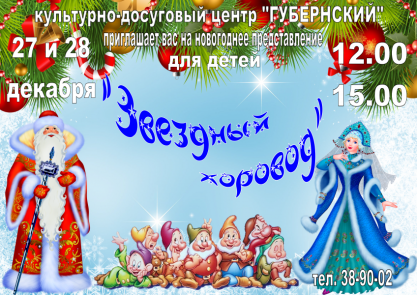 культурно-досуговый центр "ГУБЕРНСКИЙ"
приглашает вас на новогоднее представление
для детей
27 и 28
декабря
12.00
15.00
"Звездный
хоровод"
тел. 38-90-02